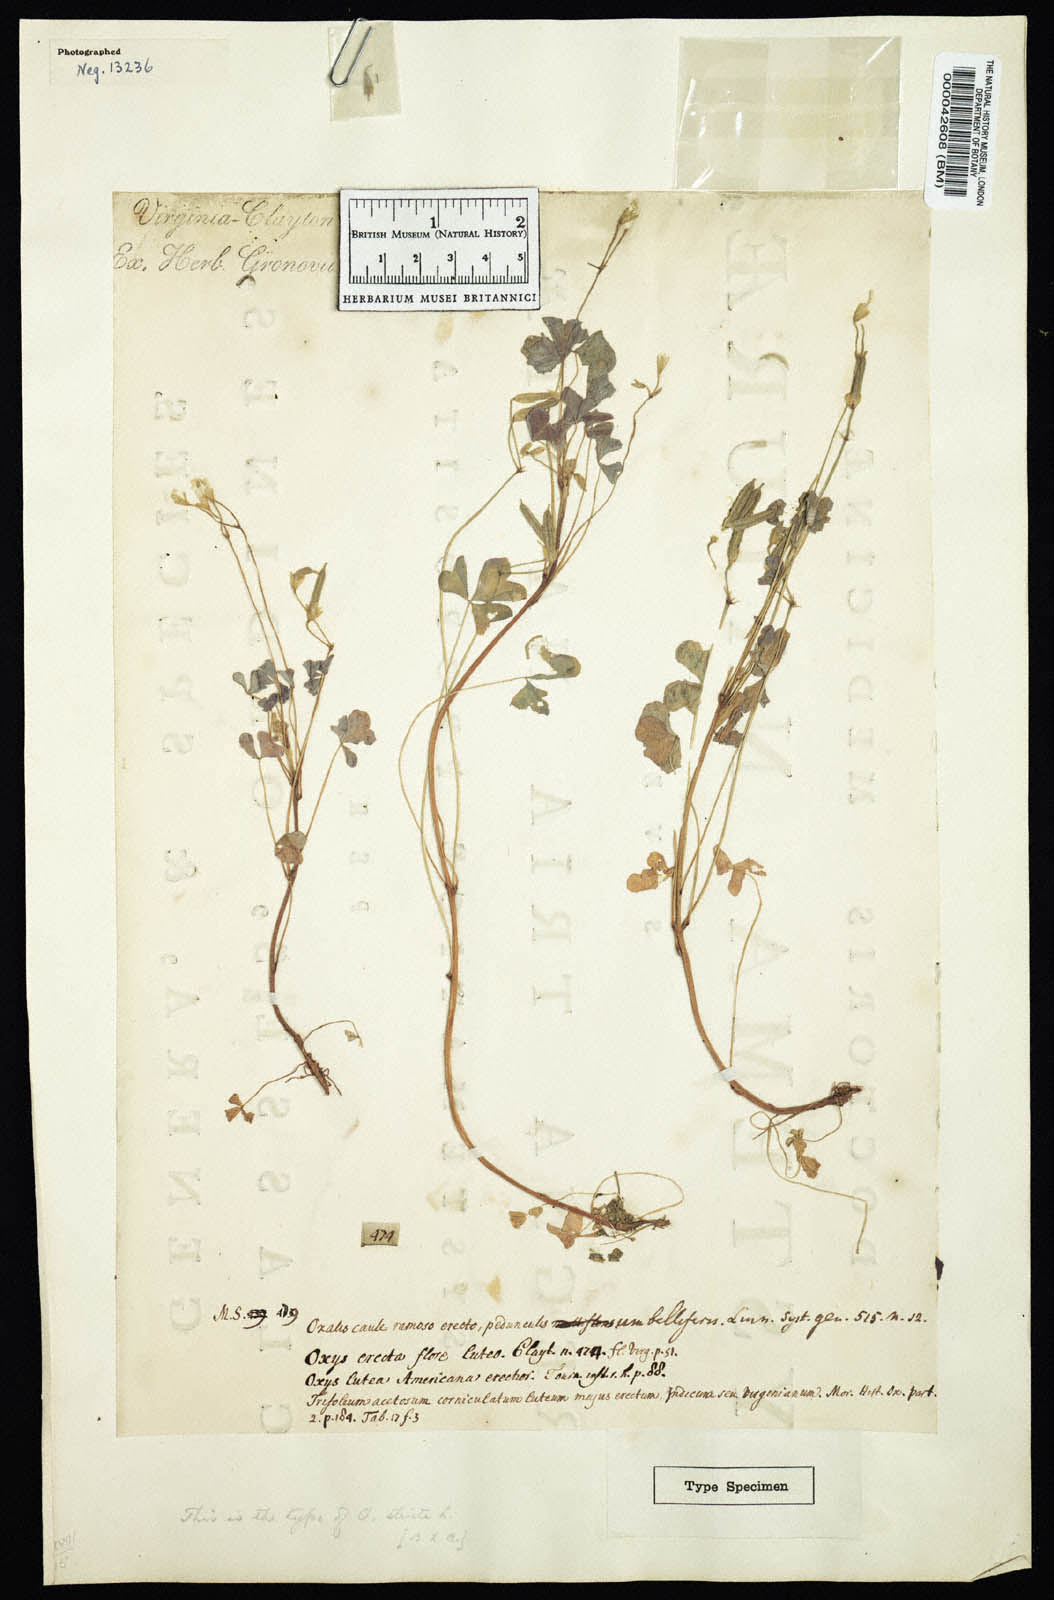 Photographed
Neg. 13236
THE NATURAL HISTORY MUSEUM, LONDON
DEPARTMENT OF BOTANY
000042608 (BM)
Virginia-Clayton
Ex. Herb. Gronovii
1 2
BRITISH MUSEUM (NATURAL HISTORY)
1 2 3 4 5
HERBARIUM MUSEI BRITANNICI
474
M.S.
Oxalis caule ramoso erecto, pedunculis umbelliferis. Linn. Syst. gen. 515. n. 12.
Oxys erecta flore luteo. Clayt. n. 474. fl. Virg. p. 51.
Oxys lutea Americana erectior. Tourn. inst. r. h. p. 88.
Trifolium acetosum corniculatum luteum majus erectum, Indicum seu Virginianum. Mor. Hist. Ox. part.
2. p. 184. Tab. 17 f. 3
Type Specimen
This is the type of O. stricta L.